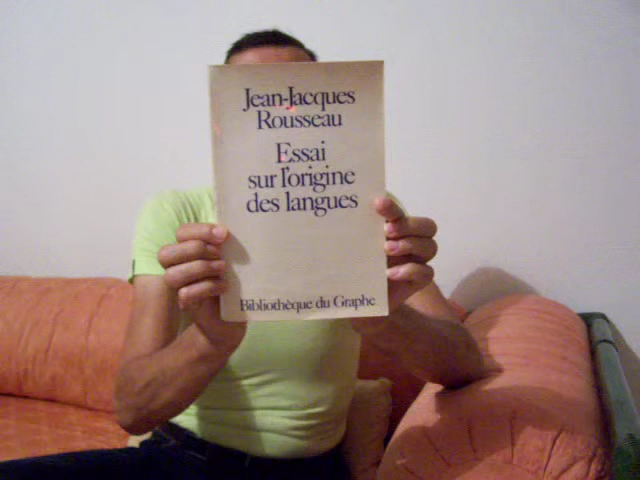 Jean-Jacques
Rousseau
Essai
sur l'origine
des langues
Bibliothèque du Graphe